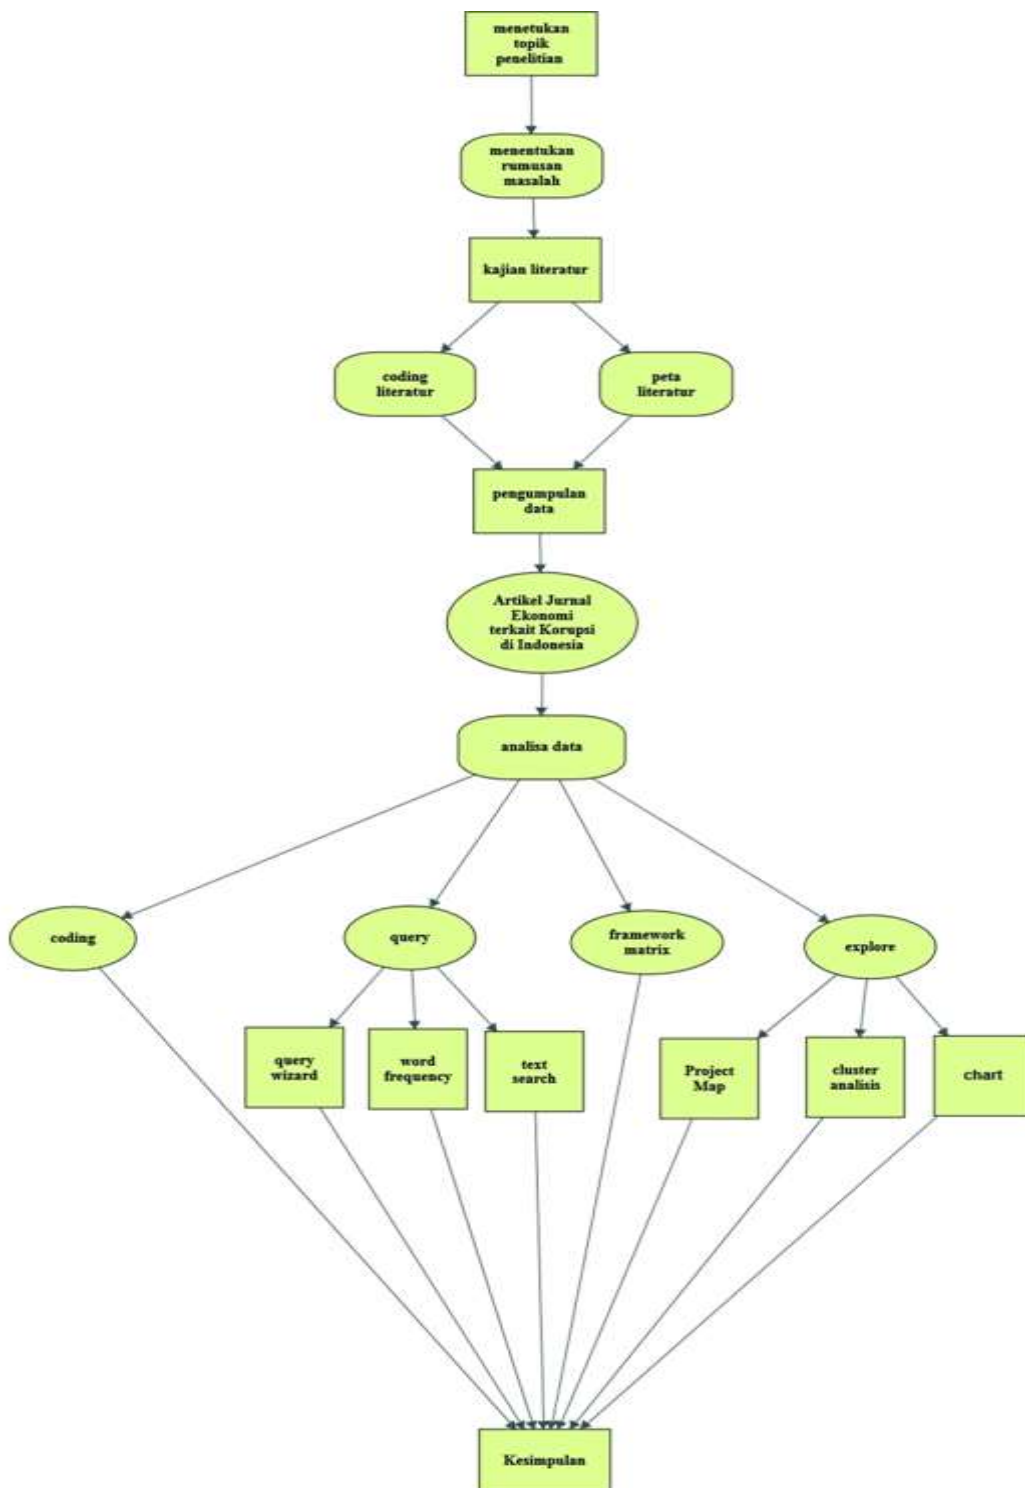 menetukan
topik
penelitian
menentukan
rumusan
masalah
kajian literatur
coding
literatur
peta
literatur
pengumpulan
data
Artikel Jurnal
Ekonomi
terkait Korupsi
di Indonesia
analisa data
coding
query
framework
matrix
explore
query
wizard
word
frequency
text
search
Project
Map
cluster
analisis
chart
Kesimpulan